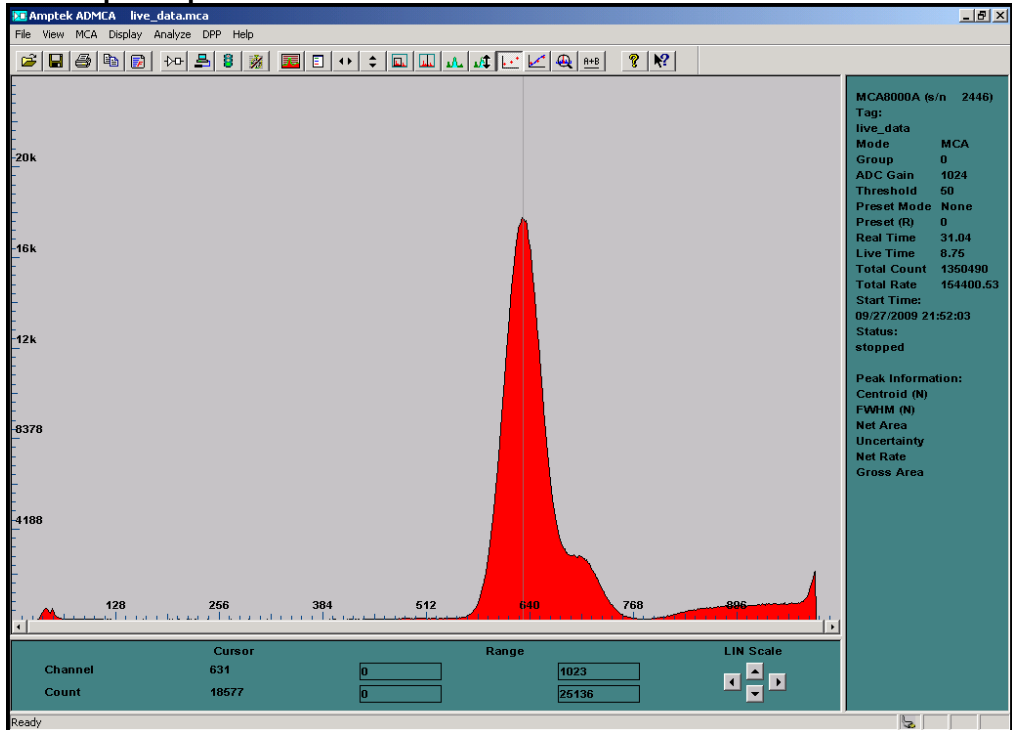 Amptek ADMCA live_data.mca
File View MCA Display Analyze DPP Help
A+B
20k
16k
12k
8378
4188
128 256 384 512 640 768 896
MCA8000A (s/n 2446)
Tag:
live_data
Mode MCA
Group 0
ADC Gain 1024
Threshold 50
Preset Mode None
Preset (R) 0
Real Time 31.04
Live Time 8.75
Total Count 1350490
Total Rate 154400.53
Start Time:
09/27/2009 21:52:03
Status:
stopped
Peak Information:
Centroid (N)
FWHM (N)
Net Area
Uncertainty
Net Rate
Gross Area
Cursor Range LIN Scale
Channel 631 0 1023
Count 18577 0 25136
Ready